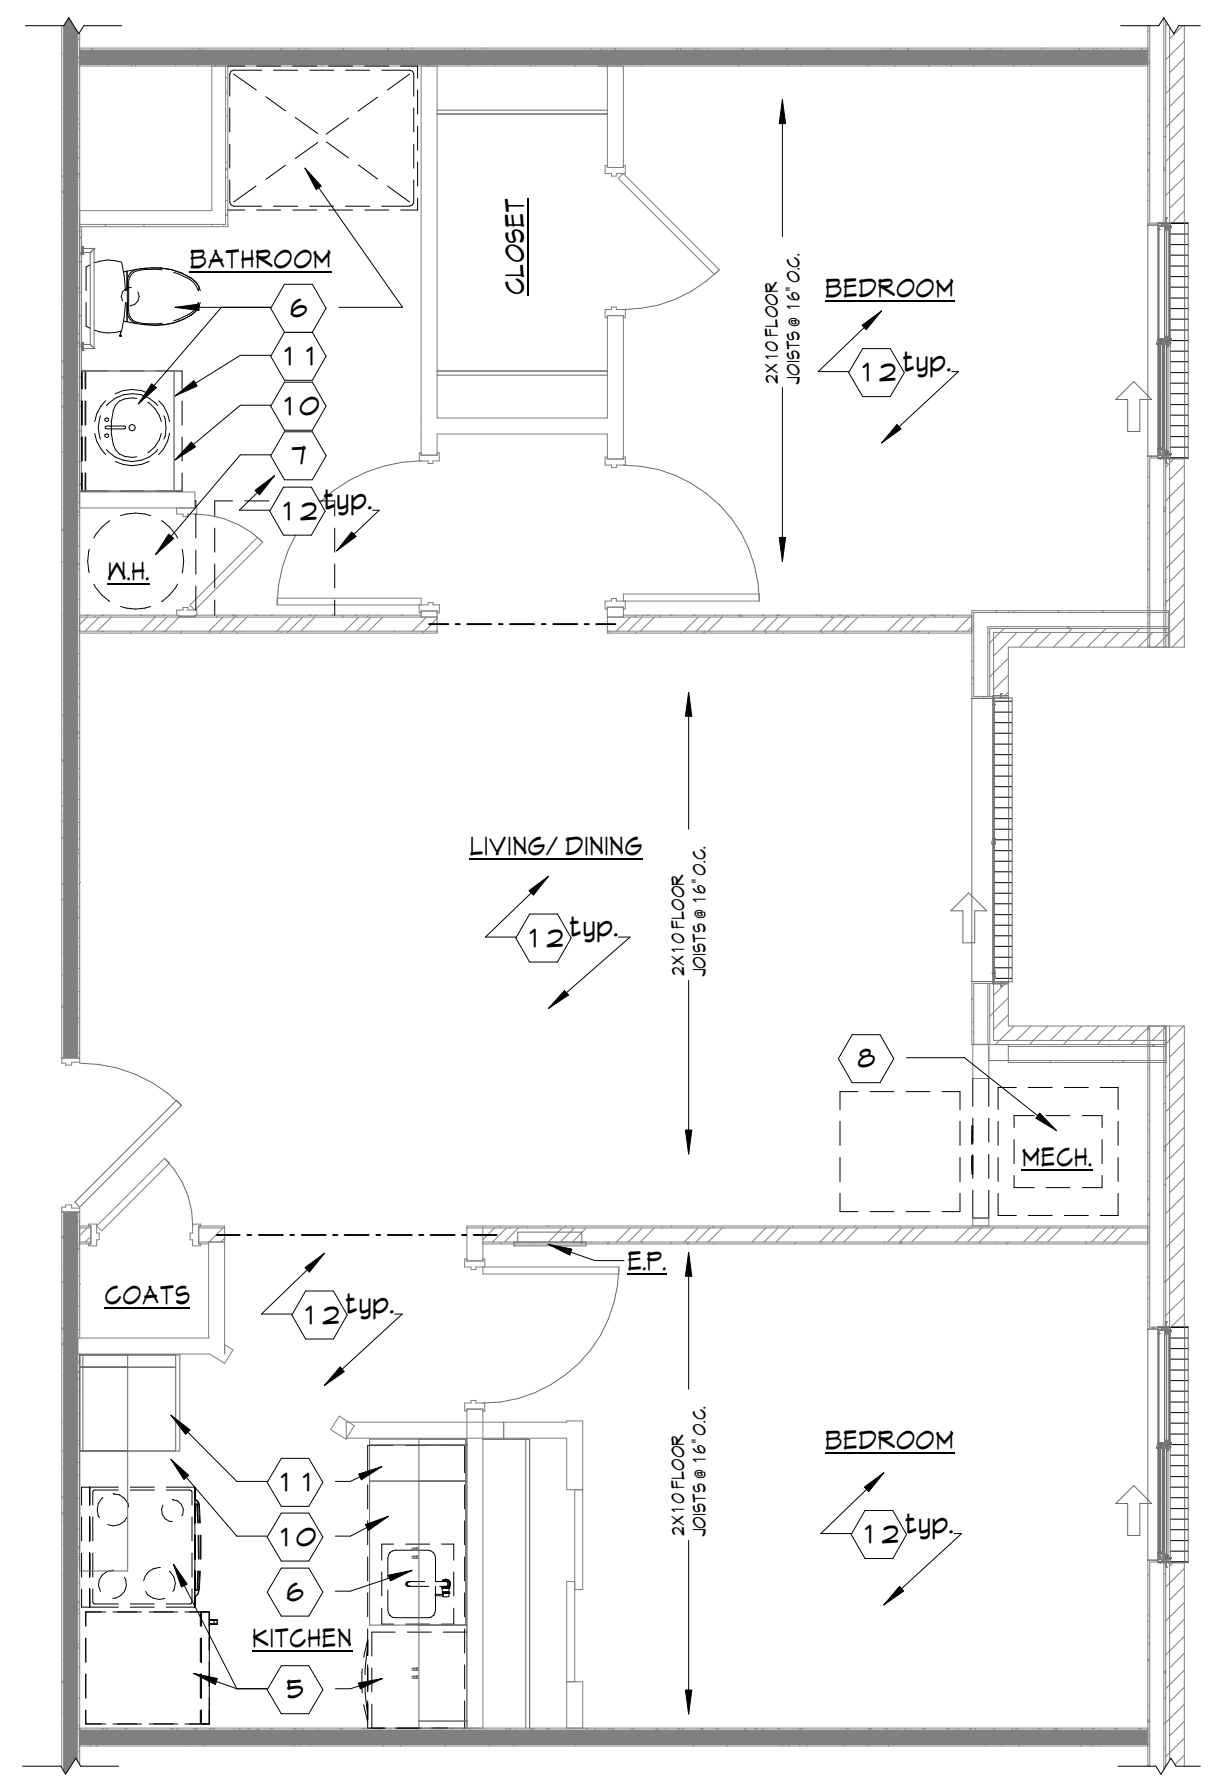 CLOSET
BATHROOM
6
11
10
7
12 typ.
W.H.
2X10 FLOOR
JOISTS @ 16" O.C.
BEDROOM
12 typ.
LIVING/ DINING
12 typ.
2X10 FLOOR
JOISTS @ 16" O.C.
8
MECH.
E.P.
COATS
12 typ.
11
10
6
KITCHEN
5
2X10 FLOOR
JOISTS @ 16" O.C.
BEDROOM
12 typ.